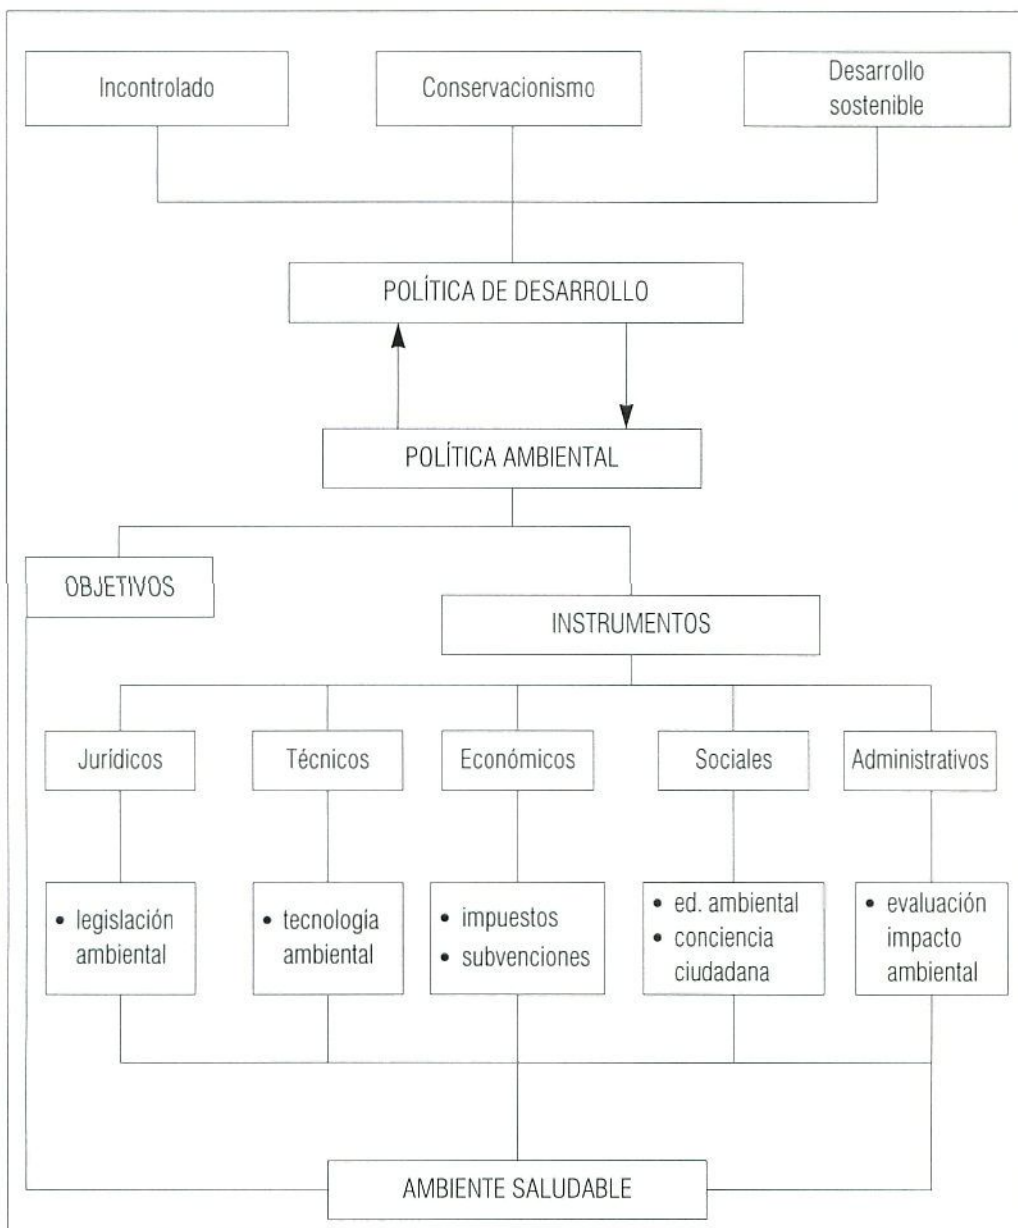 Incontrolado
Conservacionismo
Desarrollo
sostenible
POLÍTICA DE DESARROLLO
POLÍTICA AMBIENTAL
OBJETIVOS
INSTRUMENTOS
Jurídicos
Técnicos
Económicos
Sociales
Administrativos
• legislación
ambiental
• tecnología
ambiental
• impuestos
• subvenciones
• ed. ambiental
• conciencia
ciudadana
• evaluación
impacto
ambiental
AMBIENTE SALUDABLE